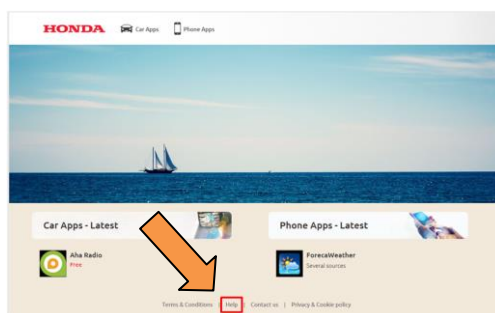 HONDA Car Apps Phone Apps
Car Apps - Latest Phone Apps - Latest
Aha Radio ForecaWeather
Free Several sources
Terms & Conditions | Help | Contact us | Privacy & Cookie policy